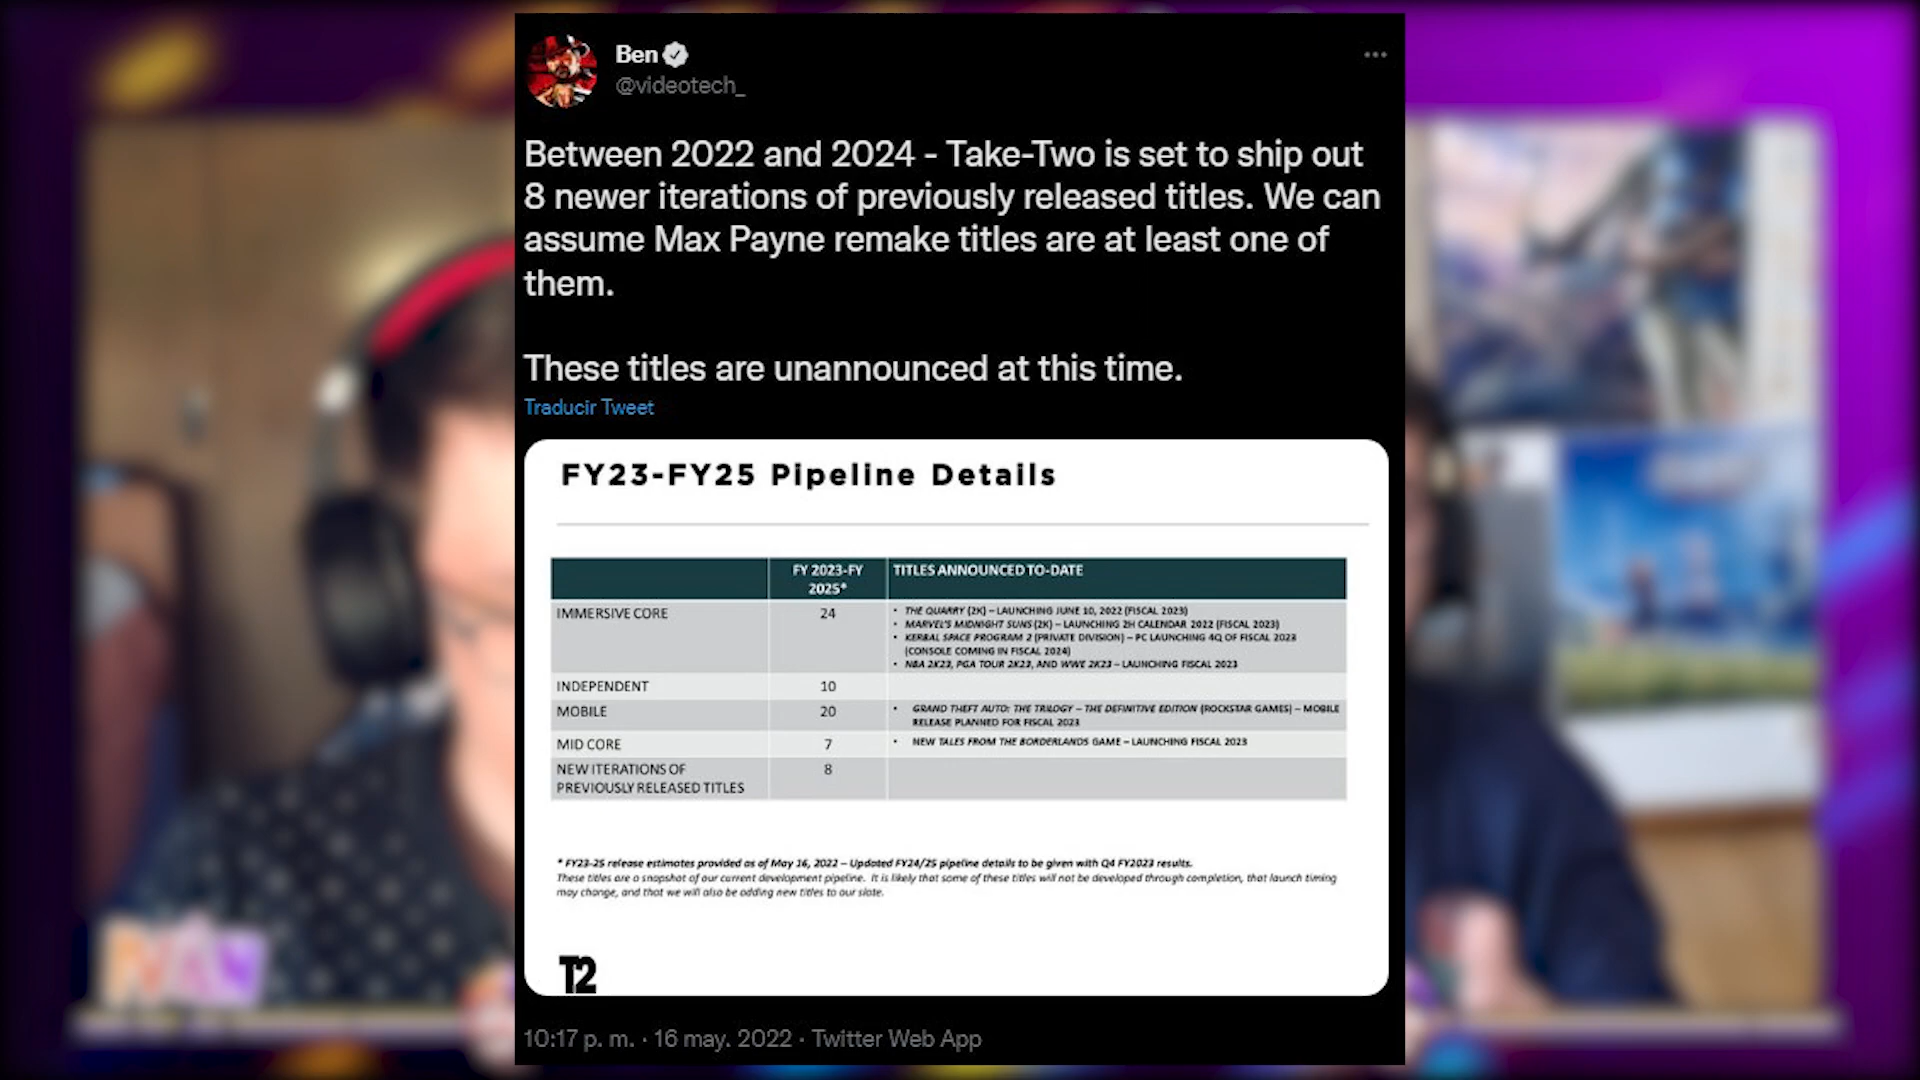 Ben
@videotech_
Between 2022 and 2024 - Take-Two is set to ship out
8 newer iterations of previously released titles. We can
assume Max Payne remake titles are at least one of
them.
These titles are unannounced at this time.
Traducir Tweet
FY23-FY25 Pipeline Details
FY 2023-FY
2025*
TITLES ANNOUNCED TO-DATE
IMMERSIVE CORE
24
• THE QUARRY (2K) – LAUNCHING JUNE 10, 2022 (FISCAL 2023)
• MARVEL'S MIDNIGHT SUNS (2K) – LAUNCHING 2H CALENDAR 2022 (FISCAL 2023)
• KERBAL SPACE PROGRAM 2 (PRIVATE DIVISION) – PC LAUNCHING 4Q OF FISCAL 2023
(CONSOLE COMING IN FISCAL 2024)
• NBA 2K23, PGA TOUR 2K23, AND WWE 2K23 – LAUNCHING FISCAL 2023
INDEPENDENT
10
MOBILE
20
• GRAND THEFT AUTO: THE TRILOGY – THE DEFINITIVE EDITION (ROCKSTAR GAMES) – MOBILE
RELEASE PLANNED FOR FISCAL 2023
MID CORE
7
• NEW TALES FROM THE BORDERLANDS GAME – LAUNCHING FISCAL 2023
NEW ITERATIONS OF
PREVIOUSLY RELEASED TITLES
8
* FY23-25 release estimates provided as of May 16, 2022 – Updated FY24/25 pipeline details to be given with Q4 FY2023 results.
These titles are a snapshot of our current development pipeline. It is likely that some of these titles will not be developed through completion, that launch timing
may change, and that we will also be adding new titles to our slate.
T2
10:17 p. m. · 16 may. 2022 · Twitter Web App